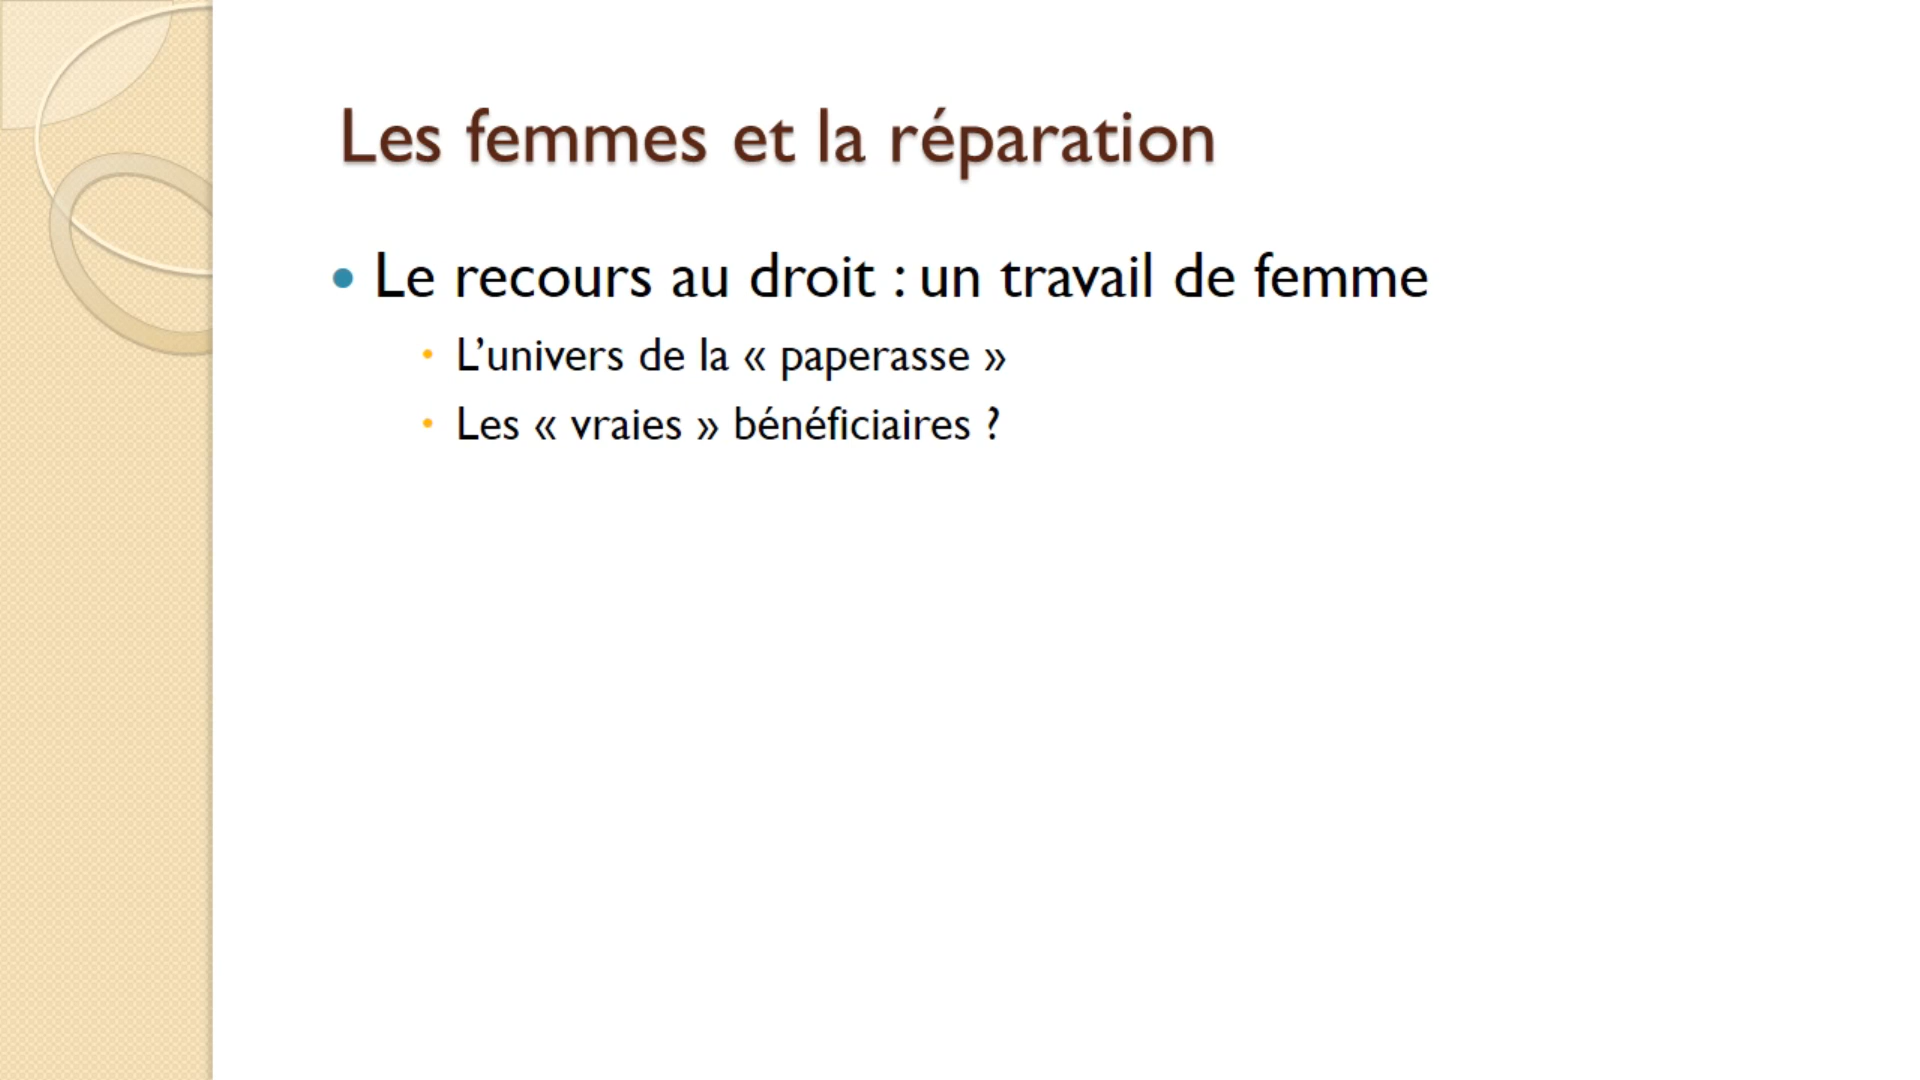 Les femmes et la réparation
• Le recours au droit : un travail de femme
• L’univers de la « paperasse »
• Les « vraies » bénéficiaires ?